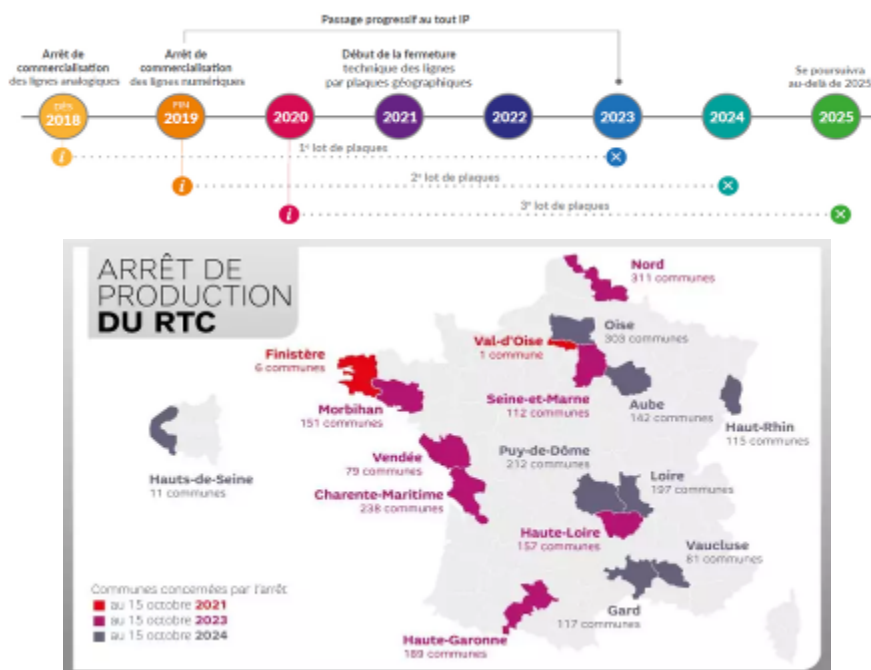 Passage progressif au tout IP
Arrêt de
commercialisation
des lignes analogiques
Arrêt de
commercialisation
des lignes numériques
Début de la fermeture
technique des lignes
par plaques géographiques
Se poursuivra
au-delà de 2025
DÈS
2018
FIN
2019
2020
2021
2022
2023
2024
2025
1er lot de plaques
2e lot de plaques
3e lot de plaques
ARRÊT DE
PRODUCTION
DU RTC
Nord
311 communes
Oise
303 communes
Val-d'Oise
1 commune
Finistère
6 communes
Seine-et-Marne
112 communes
Aube
142 communes
Haut-Rhin
115 communes
Morbihan
151 communes
Hauts-de-Seine
11 communes
Vendée
79 communes
Puy-de-Dôme
212 communes
Loire
197 communes
Charente-Maritime
238 communes
Haute-Loire
157 communes
Vaucluse
81 communes
Gard
117 communes
Haute-Garonne
189 communes
Communes concernées par l'arrêt
au 15 octobre 2021
au 15 octobre 2023
au 15 octobre 2024